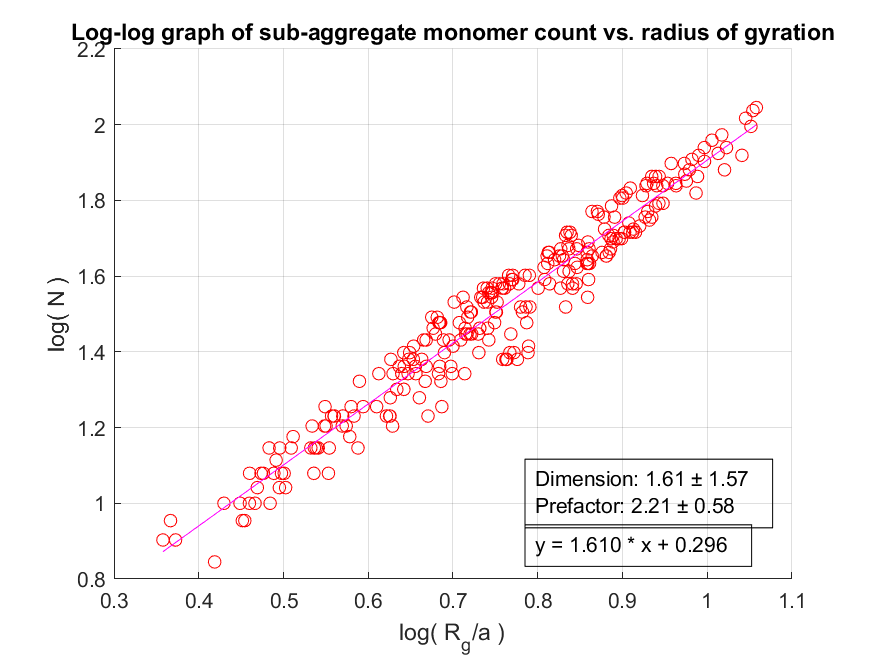 Log-log graph of sub-aggregate monomer count vs. radius of gyration
2.2
2
1.8
1.6
1.4
1.2
1
0.8
log( N )
Dimension: 1.61 ± 1.57
Prefactor: 2.21 ± 0.58
y = 1.610 * x + 0.296
0.3 0.4 0.5 0.6 0.7 0.8 0.9 1 1.1
log( R_g/a )